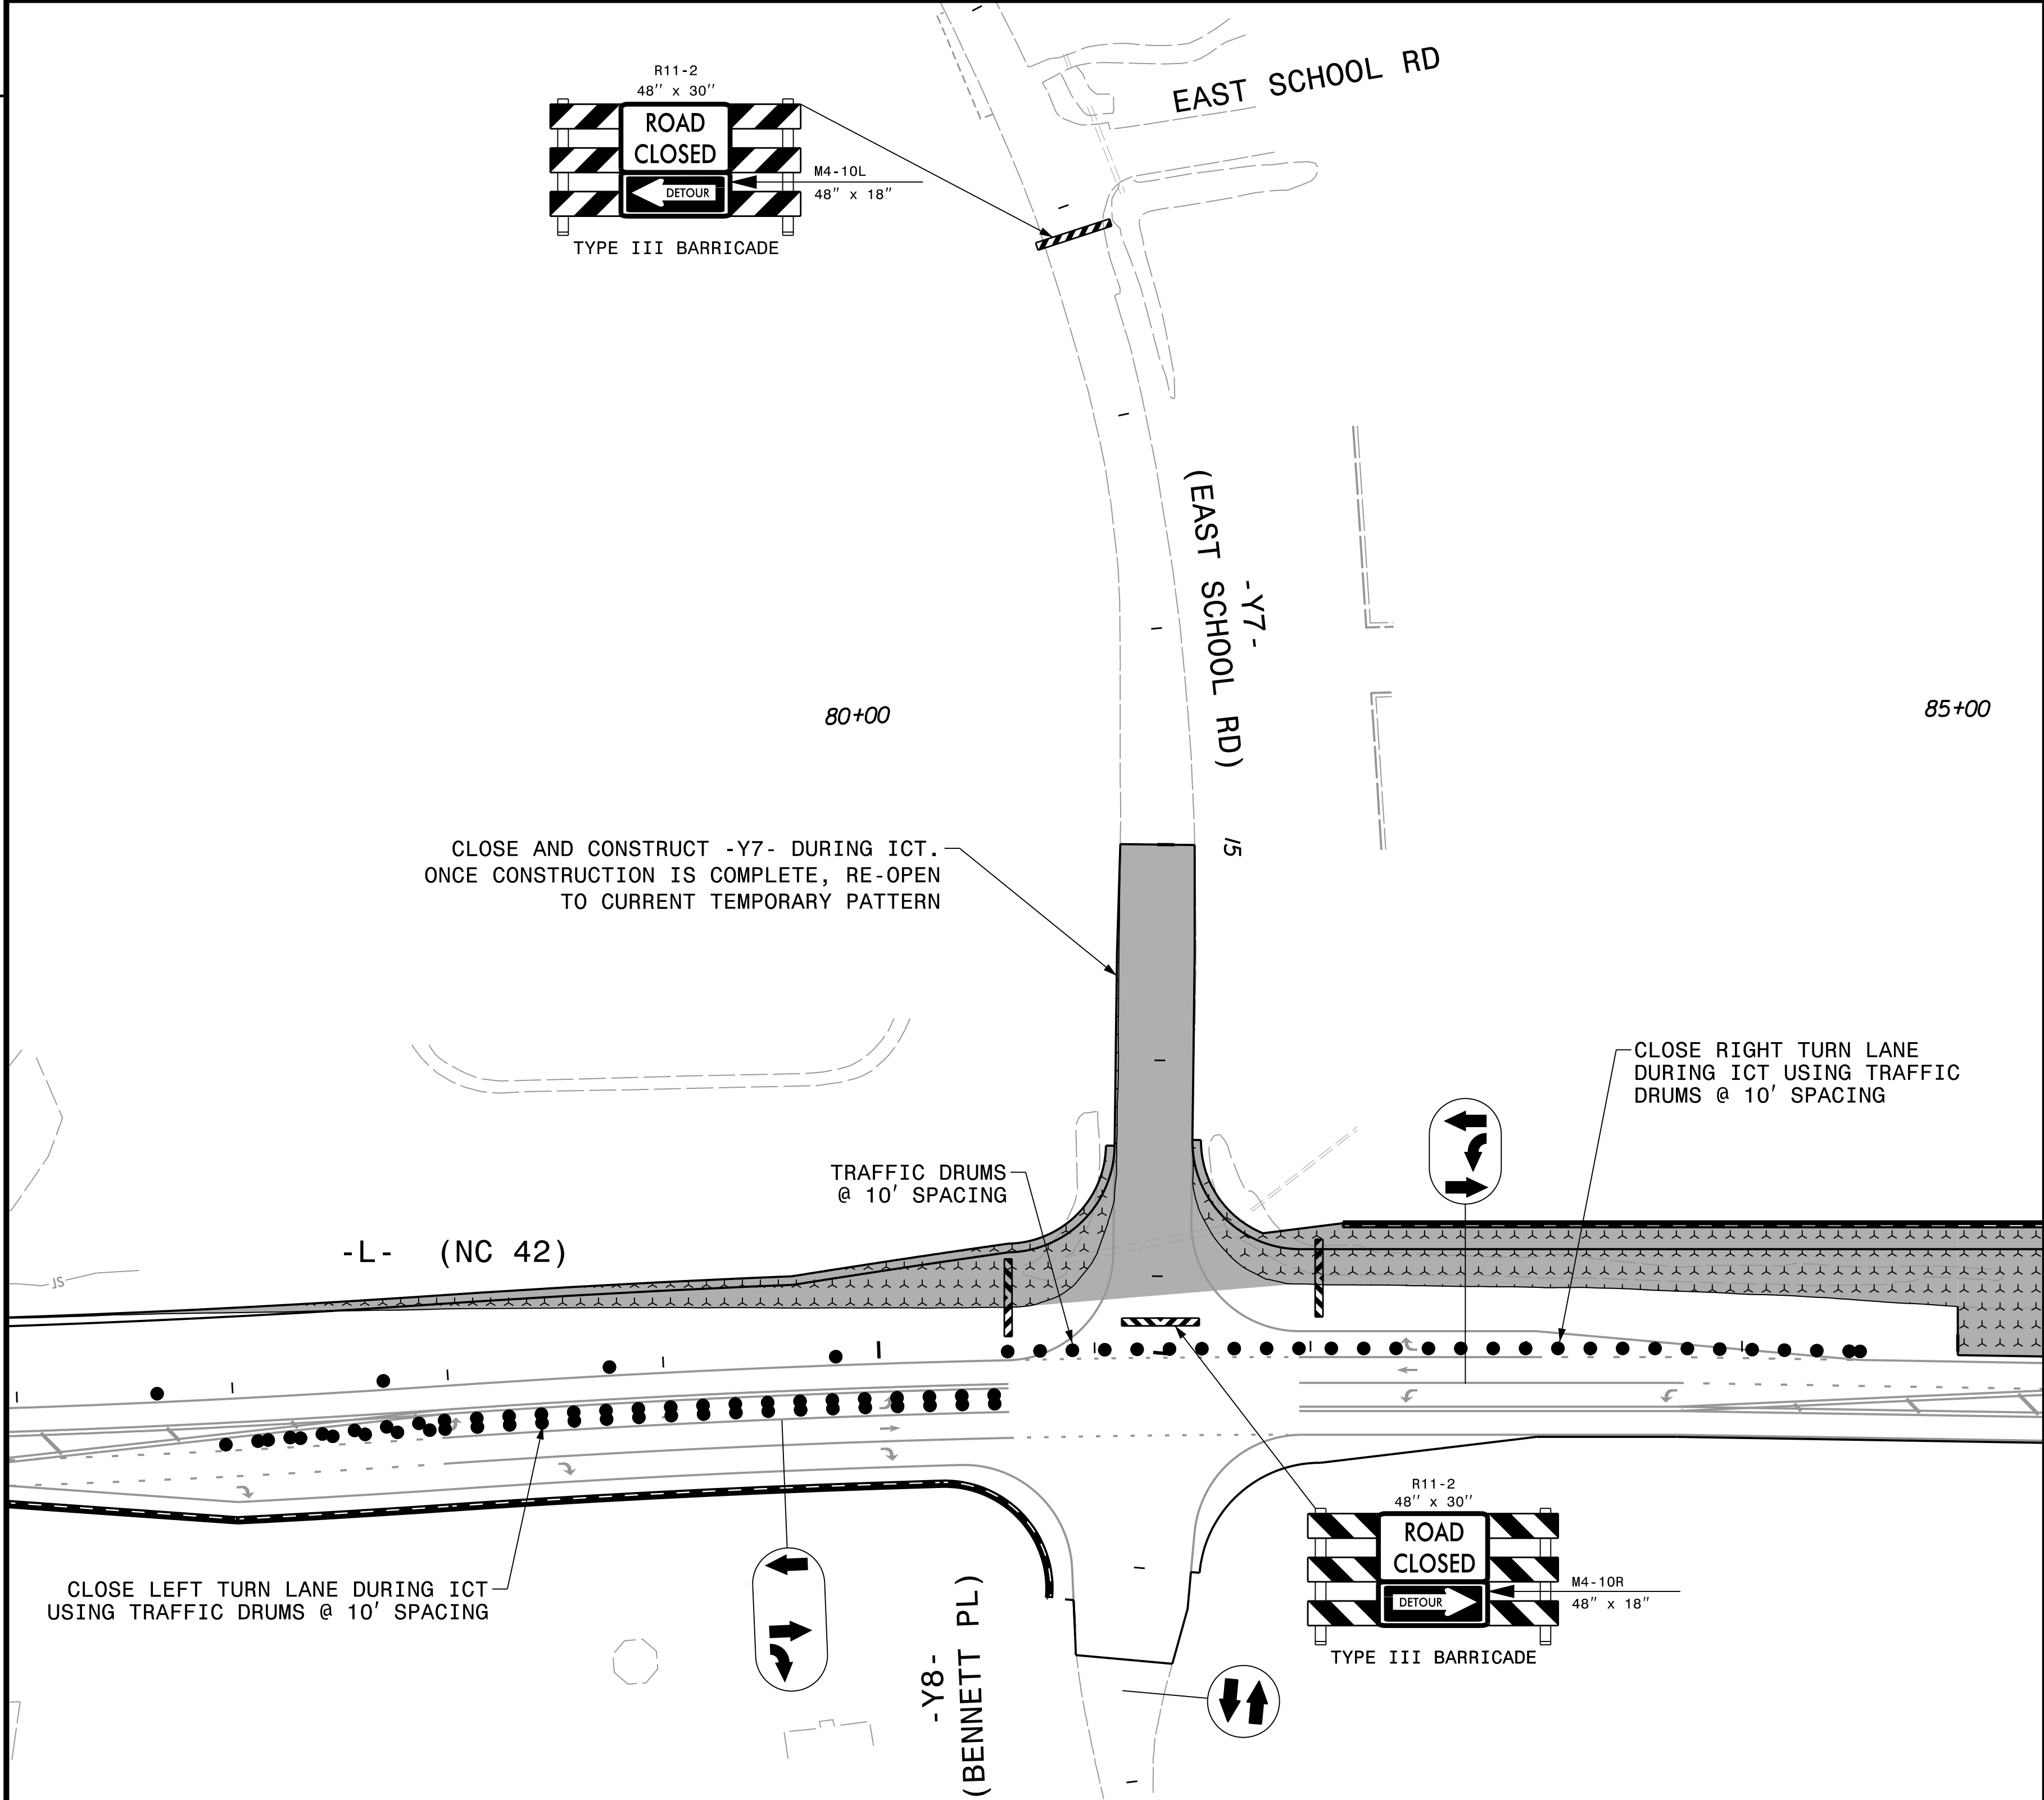 EAST SCHOOL RD
R11-2
48" x 30"
ROAD
CLOSED
DETOUR
M4-10L
48" x 18"
TYPE III BARRICADE
-Y7-
(EAST SCHOOL RD)
80+00
85+00
15
CLOSE AND CONSTRUCT -Y7- DURING ICT.
ONCE CONSTRUCTION IS COMPLETE, RE-OPEN
TO CURRENT TEMPORARY PATTERN
CLOSE RIGHT TURN LANE
DURING ICT USING TRAFFIC
DRUMS @ 10' SPACING
TRAFFIC DRUMS
@ 10' SPACING
-L- (NC 42)
JS
CLOSE LEFT TURN LANE DURING ICT
USING TRAFFIC DRUMS @ 10' SPACING
-Y8-
(BENNETT PL)
R11-2
48" x 30"
ROAD
CLOSED
DETOUR
M4-10R
48" x 18"
TYPE III BARRICADE